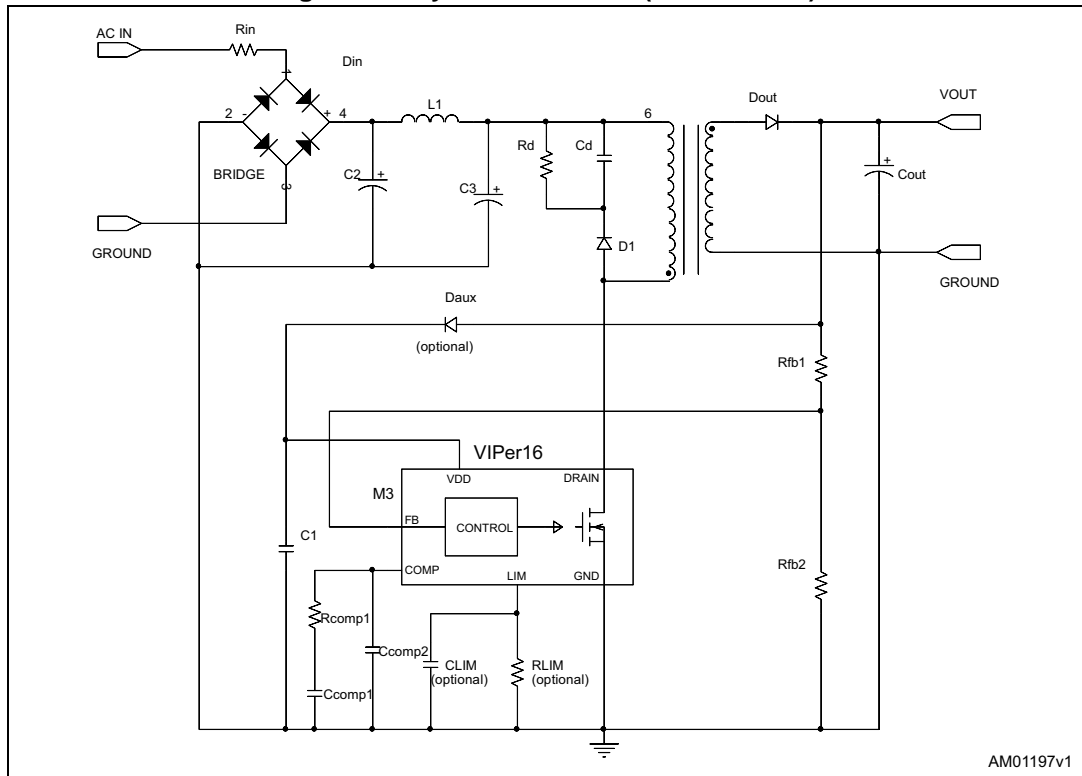 AC IN
Rin
Din
1
2
-
+
4
L1
6
Dout
VOUT
Rd
Cd
BRIDGE
C2
+
C3
+
+
Cout
3
D1
GROUND
GROUND
Daux
(optional)
Rfb1
VIPer16
VDD
DRAIN
M3
FB
CONTROL
C1
COMP
LIM
GND
Rfb2
Rcomp1
Ccomp2
CLIM
(optional)
RLIM
(optional)
Ccomp1
AM01197v1